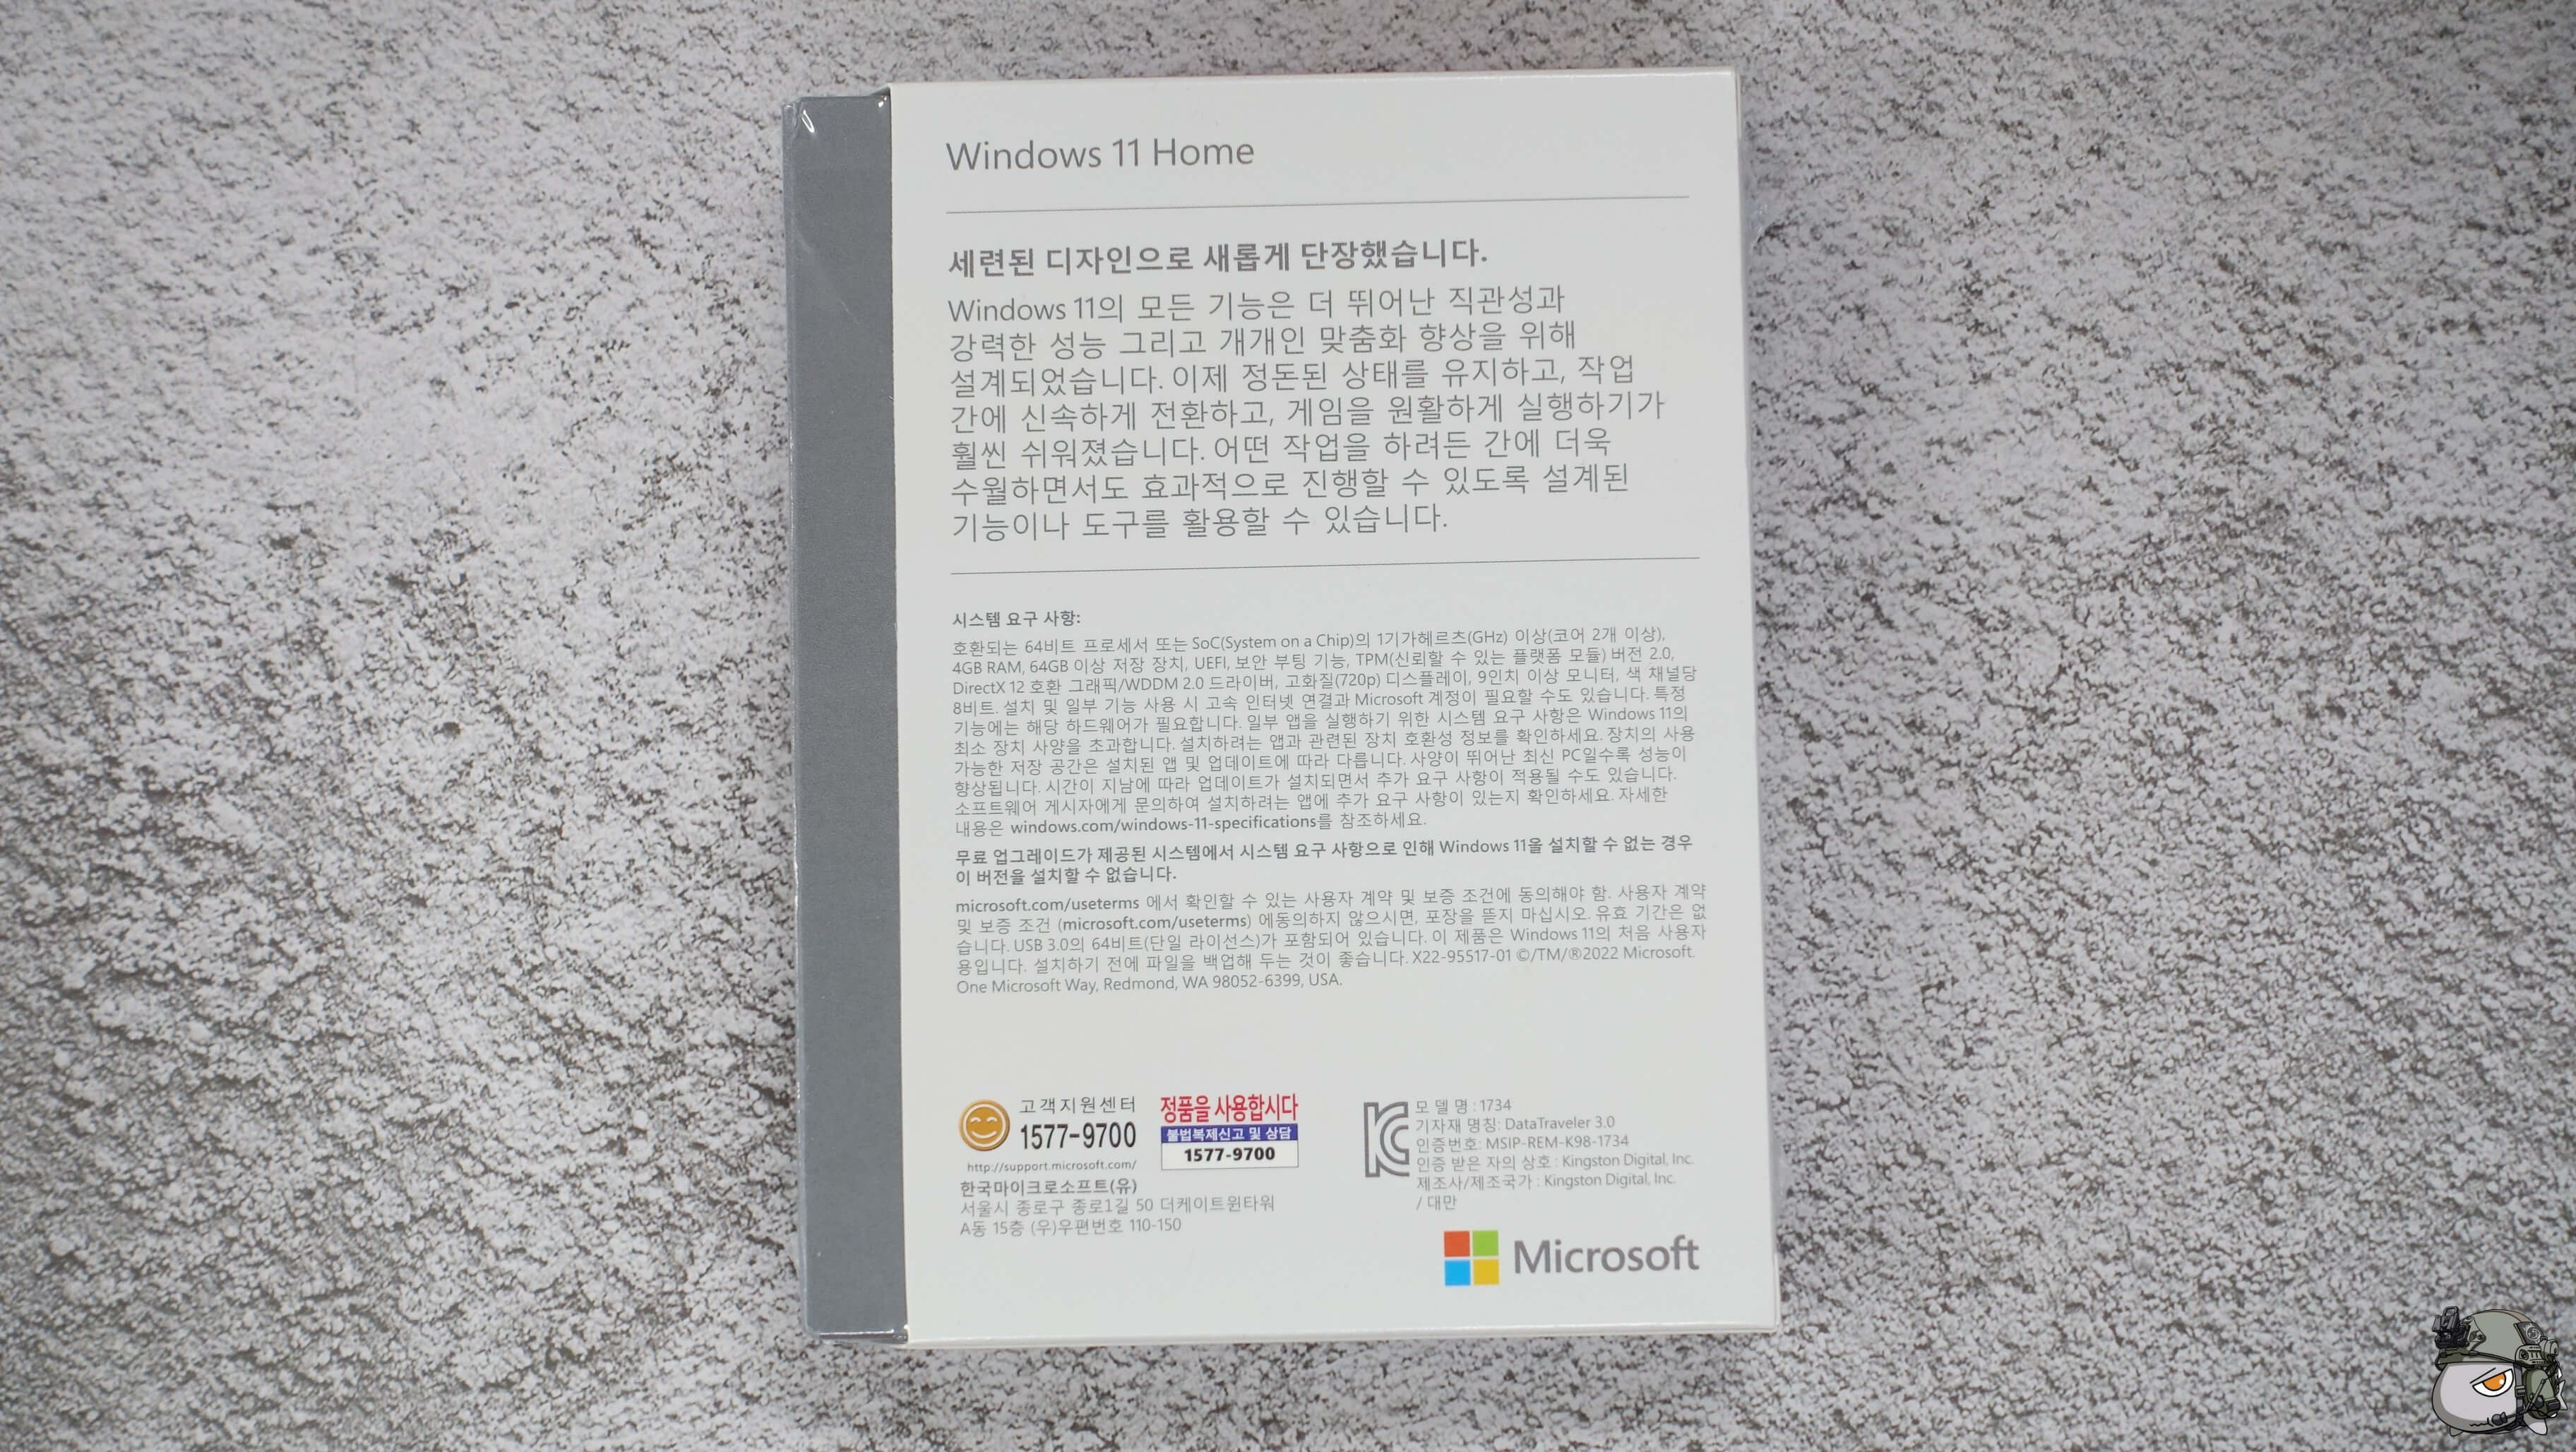 Windows 11 Home
세련된 디자인으로 새롭게 단장했습니다.
Windows 11의 모든 기능은 더 뛰어난 직관성과
강력한 성능 그리고 개개인 맞춤화 향상을 위해
설계되었습니다. 이제 정돈된 상태를 유지하고, 작업
간에 신속하게 전환하고, 게임을 원활하게 실행하기가
훨씬 쉬워졌습니다. 어떤 작업을 하려든 간에 더욱
수월하면서도 효과적으로 진행할 수 있도록 설계된
기능이나 도구를 활용할 수 있습니다.
시스템 요구 사항:
호환되는 64비트 프로세서 또는 SoC(System on a Chip)의 1기가헤르츠(GHz) 이상(코어 2개 이상),
4GB RAM, 64GB 이상 저장 장치, UEFI, 보안 부팅 기능, TPM(신뢰할 수 있는 플랫폼 모듈) 버전 2.0,
DirectX 12 호환 그래픽/WDDM 2.0 드라이버, 고화질(720p) 디스플레이, 9인치 이상 모니터, 색 채널당
8비트. 설치 및 일부 기능 사용 시 고속 인터넷 연결과 Microsoft 계정이 필요할 수도 있습니다. 특정
기능에는 해당 하드웨어가 필요합니다. 일부 앱을 실행하기 위한 시스템 요구 사항은 Windows 11의
최소 장치 사양을 초과합니다. 설치하려는 앱과 관련된 장치 호환성 정보를 확인하세요. 장치의 사용
가능한 저장 공간은 설치된 앱 및 업데이트에 따라 다릅니다. 사양이 뛰어난 최신 PC일수록 성능이
향상됩니다. 시간이 지남에 따라 업데이트가 설치되면서 추가 요구 사항이 적용될 수도 있습니다.
소프트웨어 게시자에게 문의하여 설치하려는 앱에 추가 요구 사항이 있는지 확인하세요. 자세한
내용은 windows.com/windows-11-specifications를 참조하세요.
무료 업그레이드가 제공된 시스템에서 시스템 요구 사항으로 인해 Windows 11을 설치할 수 없는 경우
이 버전을 설치할 수 없습니다.
microsoft.com/useterms 에서 확인할 수 있는 사용자 계약 및 보증 조건에 동의해야 함. 사용자 계약
및 보증 조건 (microsoft.com/useterms) 에동의하지 않으시면, 포장을 뜯지 마십시오. 유효 기간은 없
습니다. USB 3.0의 64비트(단일 라이선스)가 포함되어 있습니다. 이 제품은 Windows 11의 처음 사용자
용입니다. 설치하기 전에 파일을 백업해 두는 것이 좋습니다. X22-95517-01 ©/TM/®2022 Microsoft.
One Microsoft Way, Redmond, WA 98052-6399, USA.
고객지원센터
1577-9700
http://support.microsoft.com/
한국마이크로소프트(유)
서울시 종로구 종로1길 50 더케이트윈타워
A동 15층 (우)우편번호 110-150
정품을 사용합시다
불법복제신고 및 상담
1577-9700
모 델 명 : 1734
기자재 명칭: DataTraveler 3.0
인증번호: MSIP-REM-K98-1734
인증 받은 자의 상호 : Kingston Digital, Inc.
제조사/제조국가 : Kingston Digital, Inc.
/ 대만
Microsoft